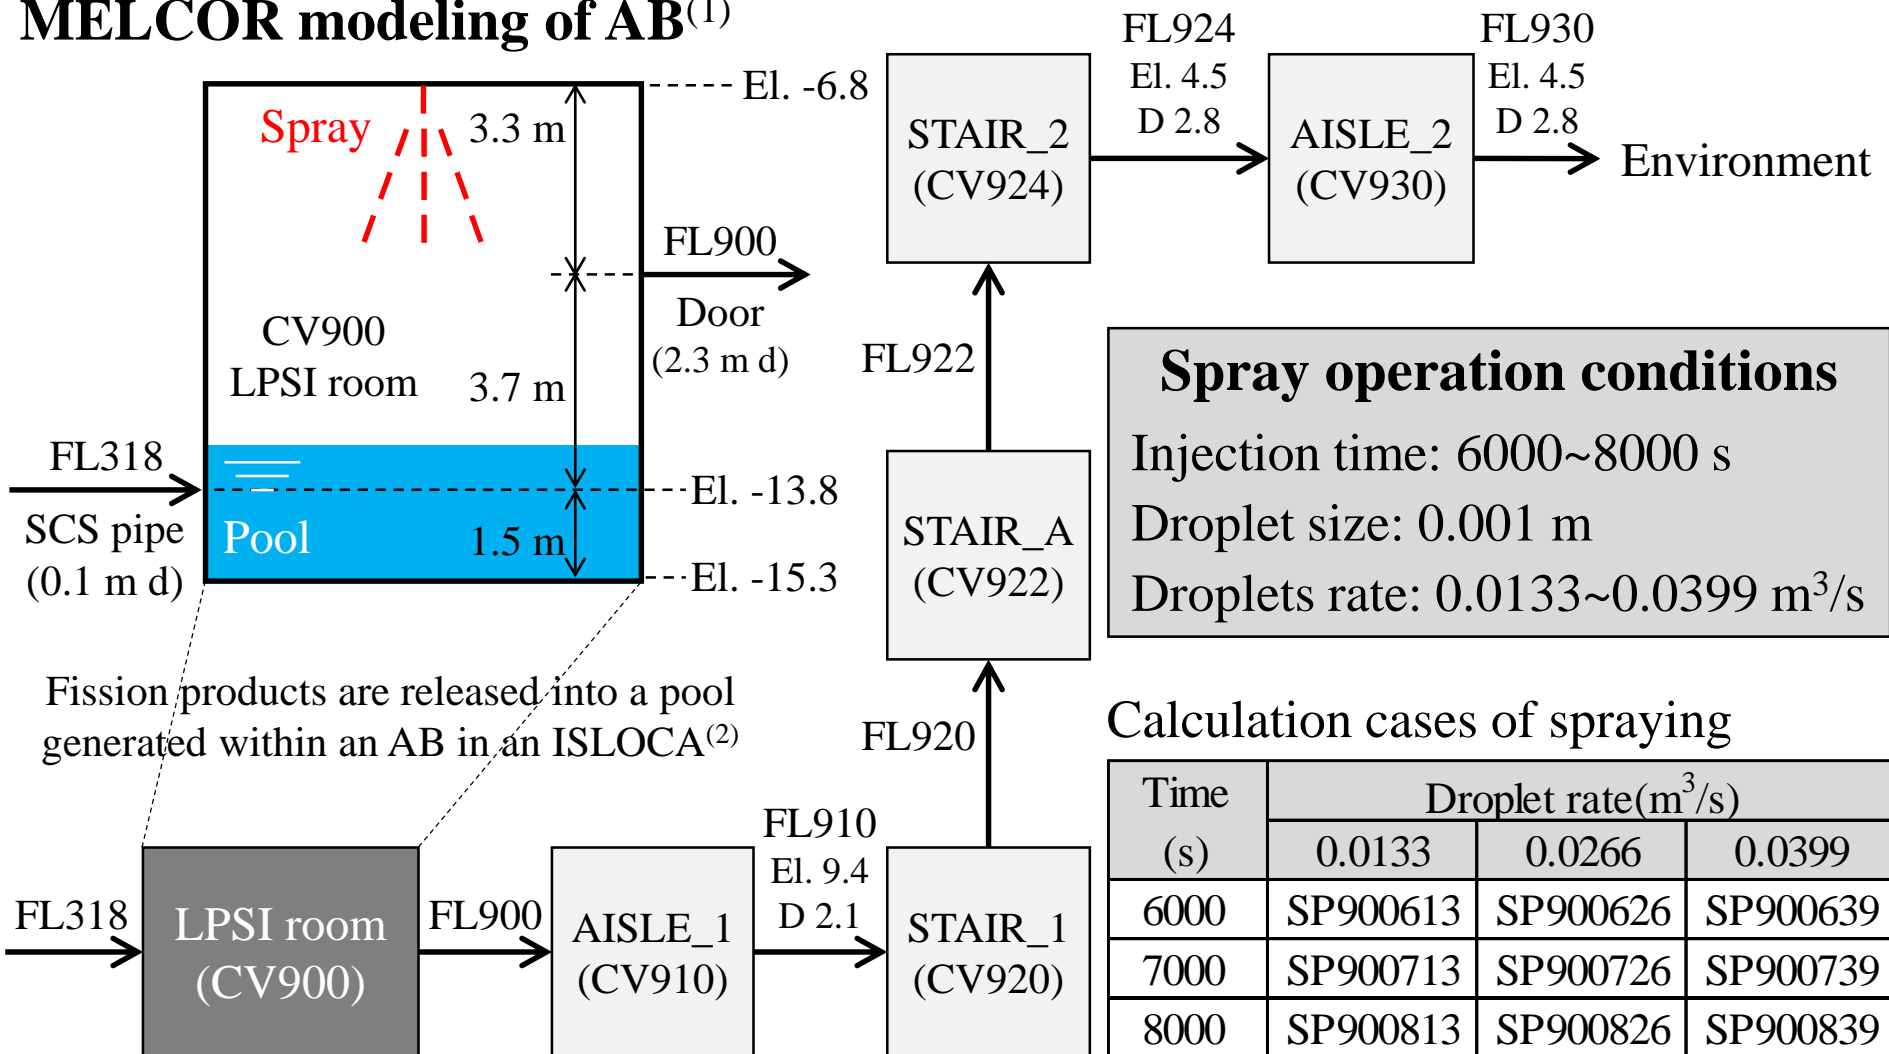 MELCOR modeling of AB(1)
El. -6.8
Spray
3.3 m
FL900
Door
(2.3 m d)
CV900
LPSI room
3.7 m
FL318
SCS pipe
(0.1 m d)
Pool
1.5 m
El. -13.8
El. -15.3
Fission products are released into a pool
generated within an AB in an ISLOCA(2)
FL318
LPSI room
(CV900)
FL900
AISLE_1
(CV910)
FL910
El. 9.4
D 2.1
STAIR_1
(CV920)
FL920
STAIR_A
(CV922)
FL922
STAIR_2
(CV924)
FL924
El. 4.5
D 2.8
AISLE_2
(CV930)
FL930
El. 4.5
D 2.8
Environment
Spray operation conditions
Injection time: 6000~8000 s
Droplet size: 0.001 m
Droplets rate: 0.0133~0.0399 m³/s
Calculation cases of spraying
Time (s) Droplet rate(m³/s)
0.0133 0.0266 0.0399
6000 SP900613 SP900626 SP900639
7000 SP900713 SP900726 SP900739
8000 SP900813 SP900826 SP900839